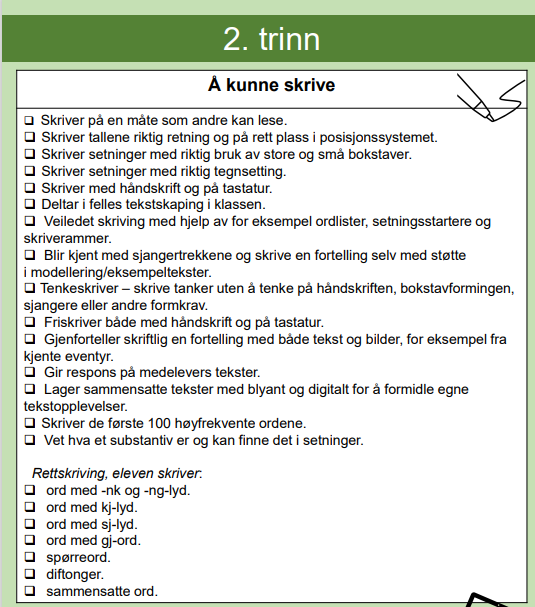 2. trinn
Å kunne skrive
❑ Skriver på en måte som andre kan lese.
❑ Skriver tallene riktig retning og på rett plass i posisjonssystemet.
❑ Skriver setninger med riktig bruk av store og små bokstaver.
❑ Skriver setninger med riktig tegnsetting.
❑ Skriver med håndskrift og på tastatur.
❑ Deltar i felles tekstskaping i klassen.
❑ Veiledet skriving med hjelp av for eksempel ordlister, setningsstartere og
skriverammer.
❑ Blir kjent med sjangertrekkene og skrive en fortelling selv med støtte
i modellering/eksempeltekster.
❑ Tenkeskriver – skrive tanker uten å tenke på håndskriften, bokstavformingen,
sjangere eller andre formkrav.
❑ Friskriver både med håndskrift og på tastatur.
❑ Gjenforteller skriftlig en fortelling med både tekst og bilder, for eksempel fra
kjente eventyr.
❑ Gir respons på medelevers tekster.
❑ Lager sammensatte tekster med blyant og digitalt for å formidle egne
tekstopplevelser.
❑ Skriver de første 100 høyfrekvente ordene.
❑ Vet hva et substantiv er og kan finne det i setninger.
Rettskriving, eleven skriver:
❑ ord med -nk og -ng-lyd.
❑ ord med kj-lyd.
❑ ord med sj-lyd.
❑ ord med gj-ord.
❑ spørreord.
❑ diftonger.
❑ sammensatte ord.